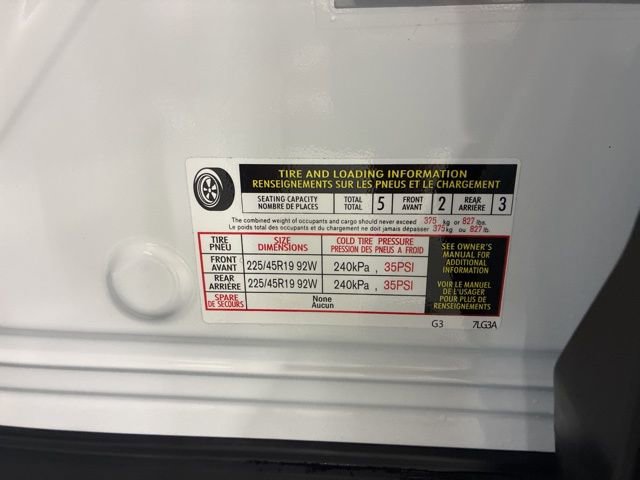 TIRE AND LOADING INFORMATION
RENSEIGNEMENTS SUR LES PNEUS ET LE CHARGEMENT
SEATING CAPACITY TOTAL 5 FRONT 2 REAR 3
NOMBRE DE PLACES TOTAL AVANT ARRIÈRE
The combined weight of occupants and cargo should never exceed 375 kg or 827 lbs.
Le poids total des occupants et du chargement ne doit jamais dépasser 375 kg ou 827 lb.
TIRE SIZE COLD TIRE PRESSURE
PNEU DIMENSIONS PRESSION DES PNEUS A FROID
FRONT
AVANT 225/45R19 92W 240kPa , 35PSI
REAR
ARRIÈRE 225/45R19 92W 240kPa , 35PSI
SPARE None
DE SECOURS Aucun
SEE OWNER'S
MANUAL FOR
ADDITIONAL
INFORMATION
VOIR LE MANUEL
DE L'USAGER
POUR PLUS DE
RENSEIGNEMENTS
G3 7LG3A